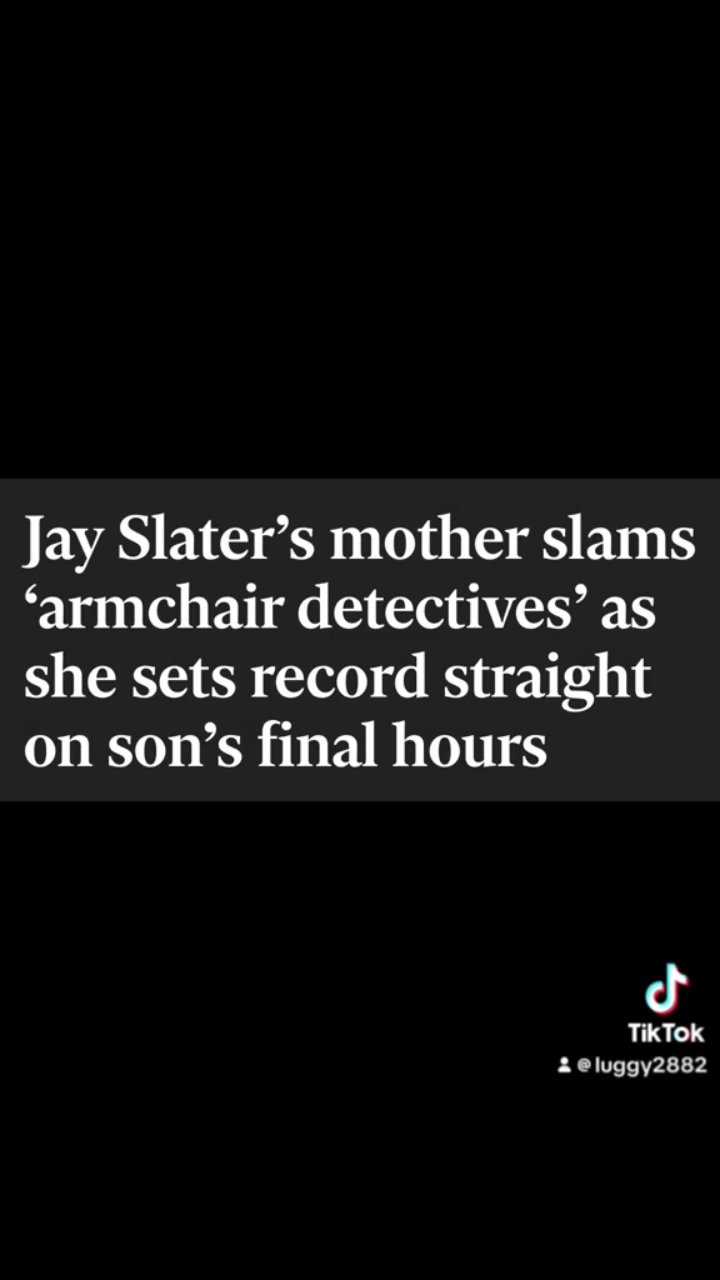 Jay Slater’s mother slams
‘armchair detectives’ as
she sets record straight
on son’s final hours
TikTok
@luggy2882